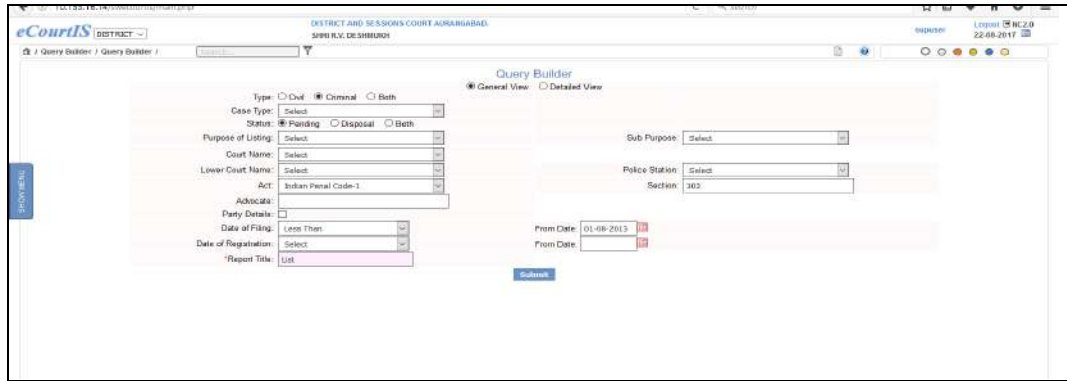 eCourtIS DISTRICT
DISTRICT AND SESSIONS COURT AURANGABAD.
SHRI R.V. DESHMUKH
supuser
Logout NC2.0
22-08-2017
/ Query Builder / Query Builder /
Search...
SHOW MENU
Query Builder
General View Detailed View
Type: Civil Criminal Both
Case Type: Select
Status: Pending Disposal Both
Purpose of Listing: Select Sub Purpose: Select
Court Name: Select
Lower Court Name: Select Police Station: Select
Act: Indian Penal Code-1 Section: 302
Advocate:
Party Details:
Date of Filing: Less Than From Date: 01-08-2013
Date of Registration: Select From Date:
*Report Title: List
Submit